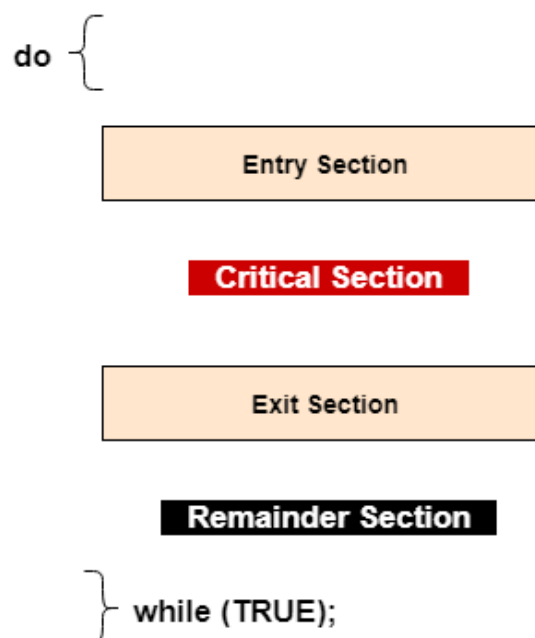 do {
Entry Section
Critical Section
Exit Section
Remainder Section
} while (TRUE);